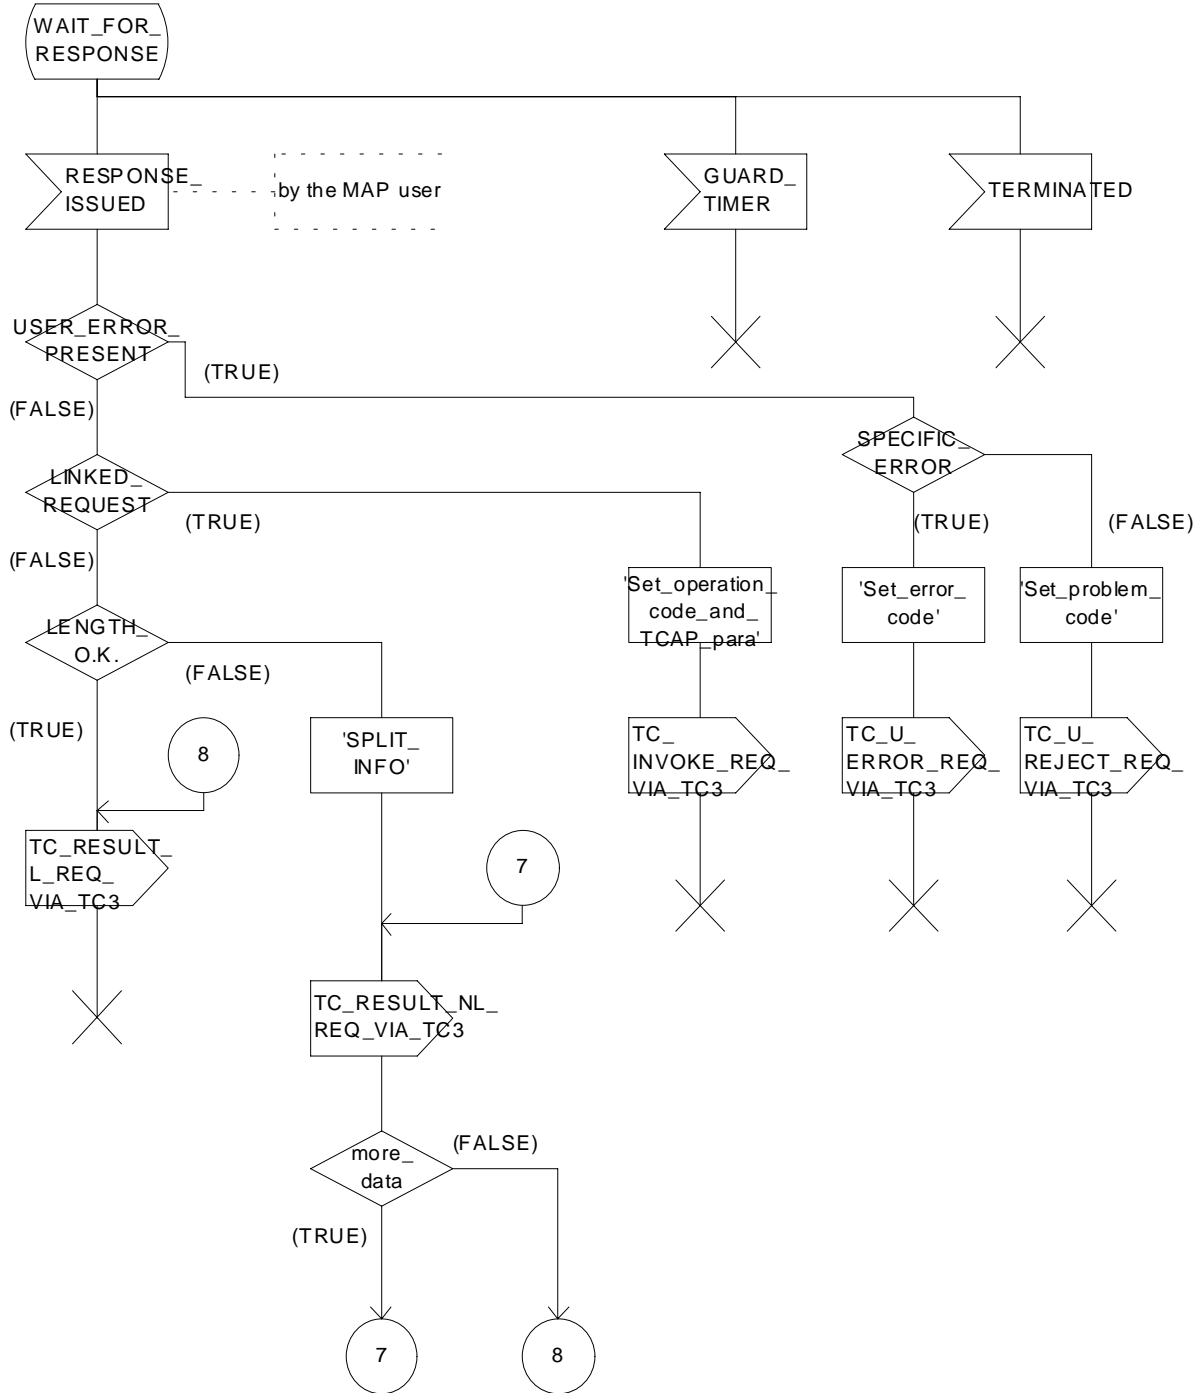 WAIT_FOR_
RESPONSE
RESPONSE_
ISSUED
by the MAP user
GUARD_
TIMER
TERMINATED
USER_ERROR_
PRESENT
(TRUE)
(FALSE)
SPECIFIC_
ERROR
(TRUE)
(FALSE)
LINKED_
REQUEST
(TRUE)
(FALSE)
'Set_operation_
code_and_
TCAP_para'
'Set_error_
code'
'Set_problem_
code'
LENGTH_
O.K.
(FALSE)
(TRUE)
8
'SPLIT_
INFO'
TC_
INVOKE_REQ_
VIA_TC3
TC_U_
ERROR_REQ_
VIA_TC3
TC_U_
REJECT_REQ_
VIA_TC3
TC_RESULT_
L_REQ_
VIA_TC3
7
TC_RESULT_NL_
REQ_VIA_TC3
more_
data
(FALSE)
(TRUE)
7
8